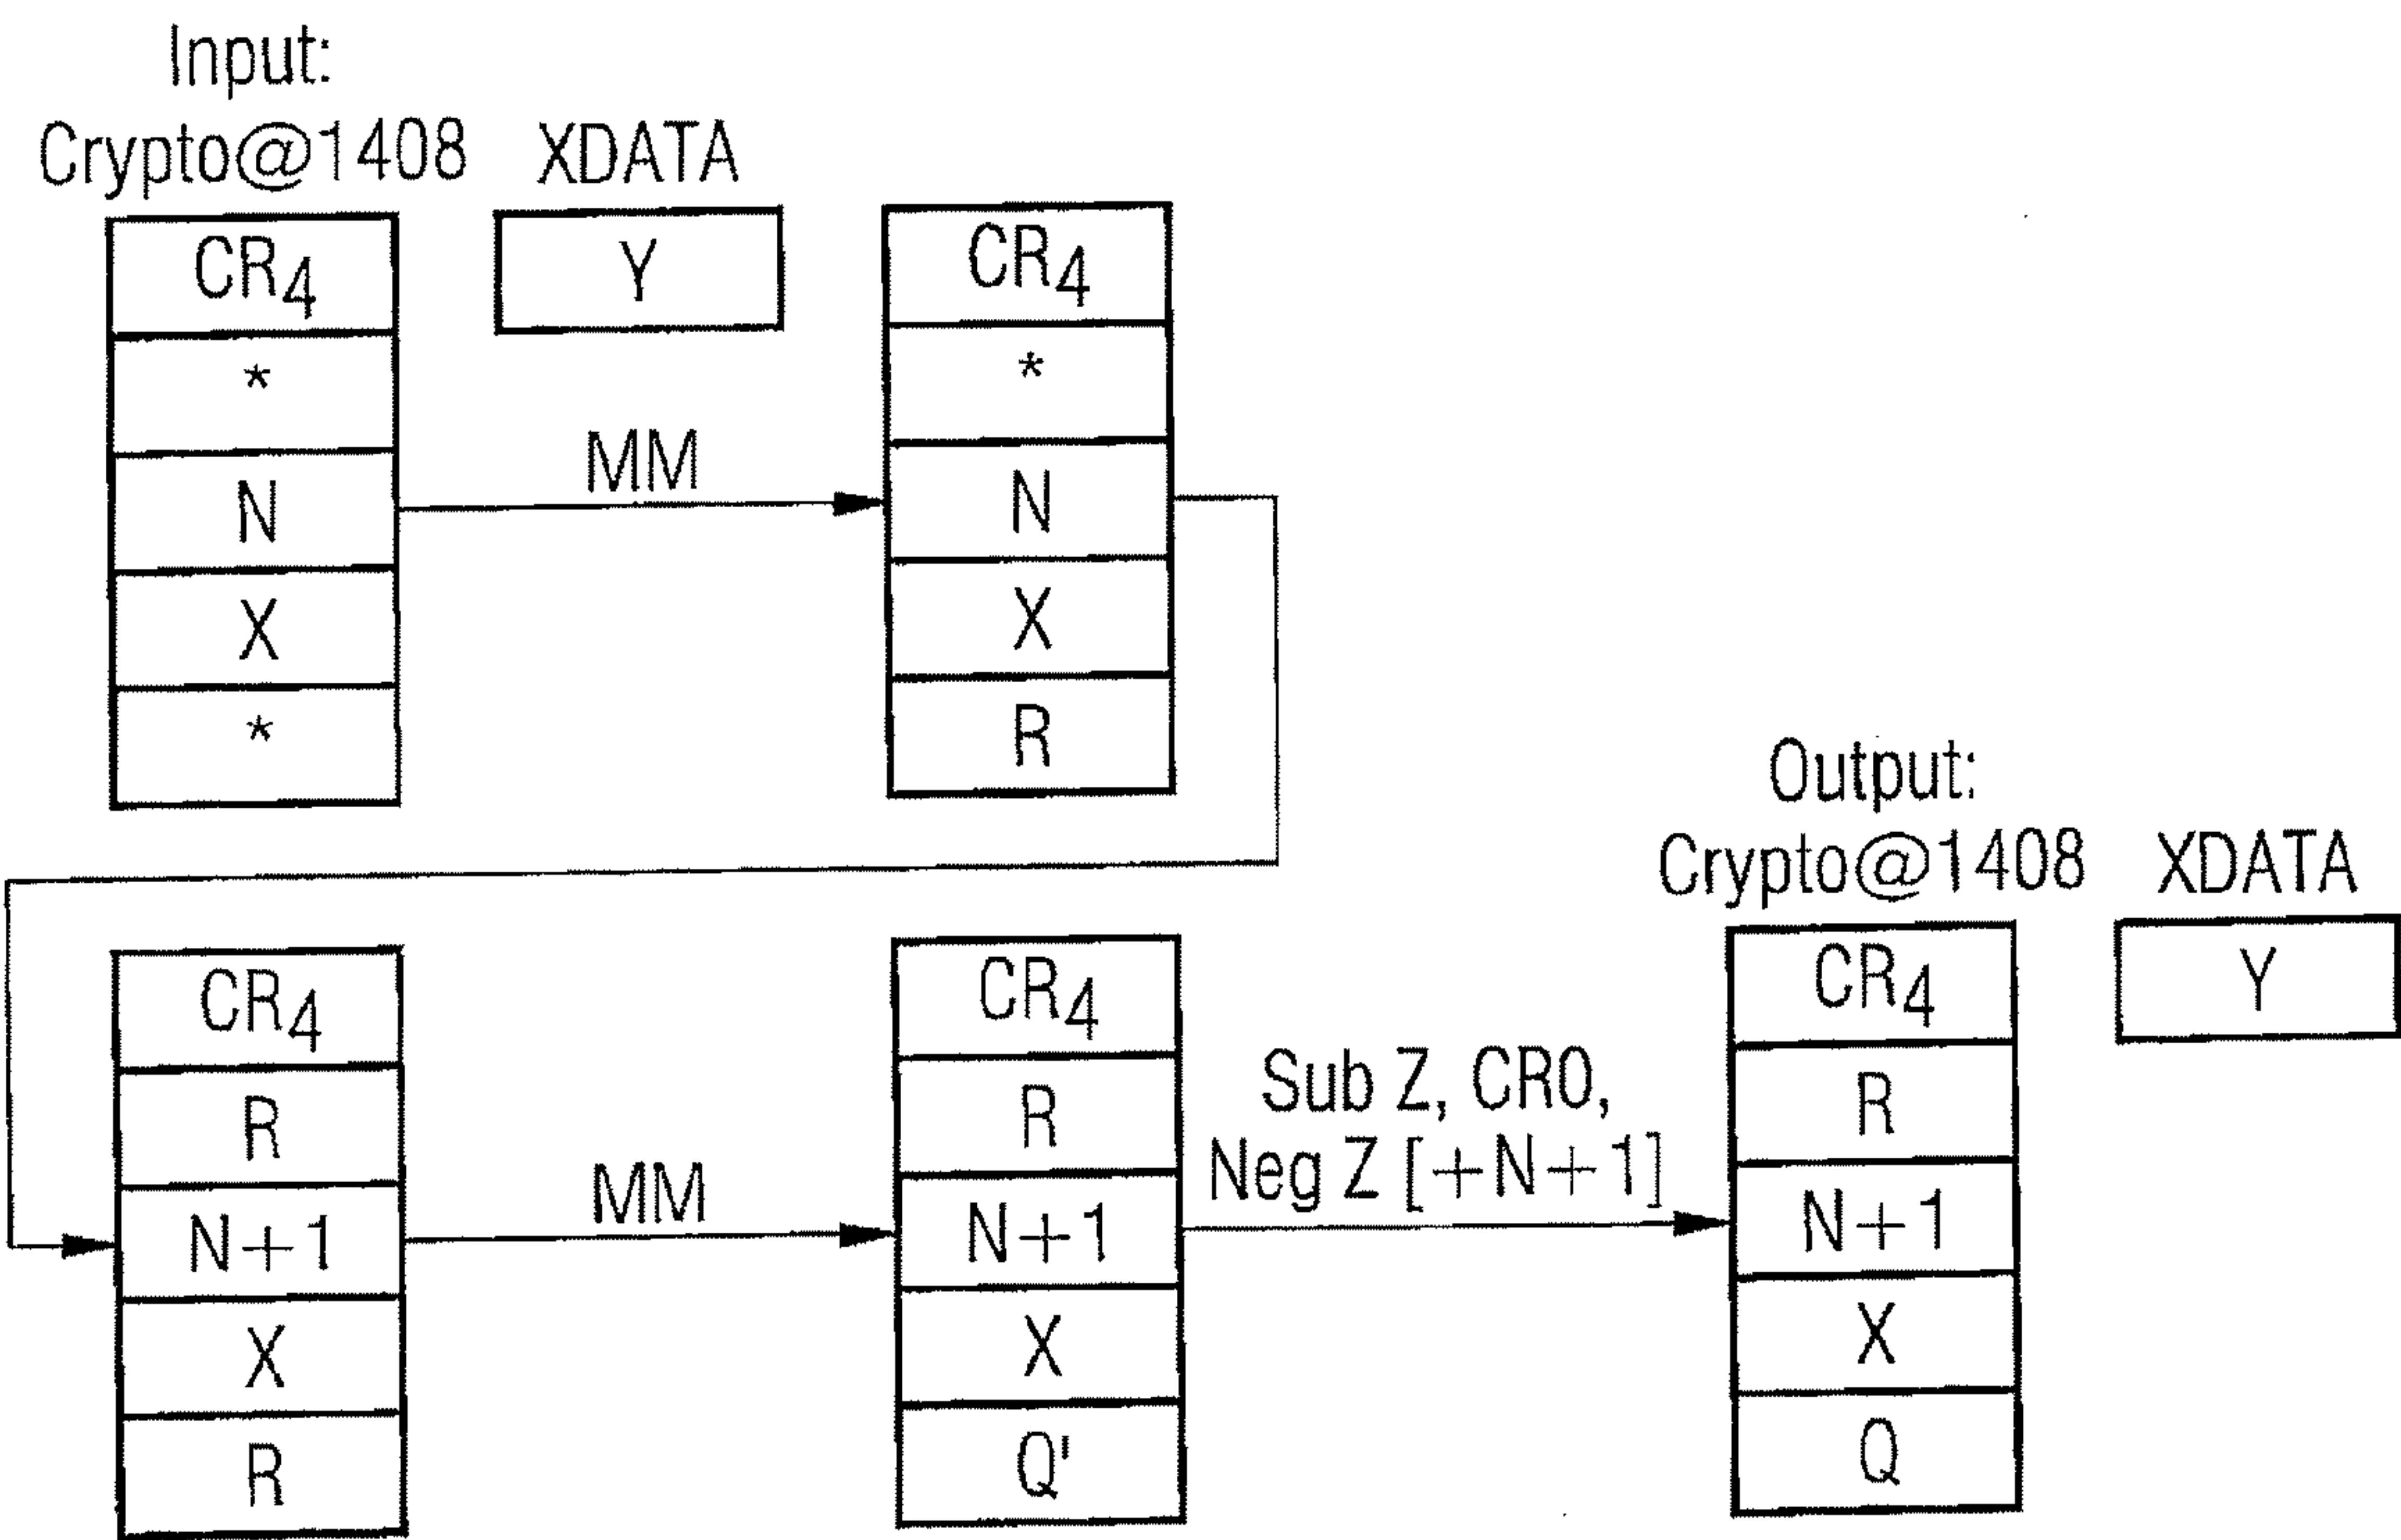 Input:
Crypto@1408 XDATA
CR4
*
N
X
*
Y
MM
CR4
*
N
X
R
CR4
R
N+1
X
R
MM
CR4
R
N+1
X
Q'
Sub Z, CR0,
Neg Z [+N+1]
Output:
Crypto@1408 XDATA
CR4
R
N+1
X
Q
Y